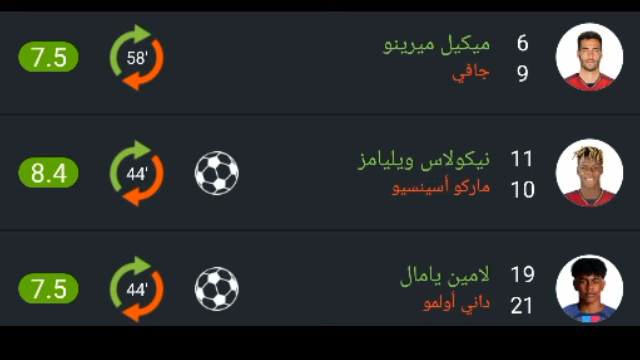 6 ميكيل ميرينو 58' 7.5
9 جافي
11 نيكولاس ويليامز 44' 8.4
10 ماركو أسينسيو
19 لامين يامال 44' 7.5
21 داني أولمو